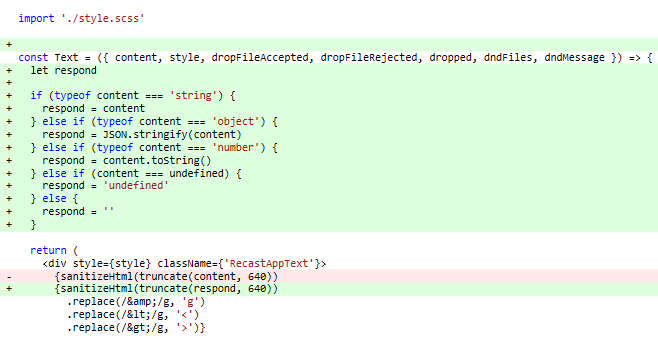 import './style.scss'
+
const Text = ({ content, style, dropFileAccepted, dropFileRejected, dropped, dndFiles, dndMessage }) => {
+   let respond
+
+   if (typeof content === 'string') {
+     respond = content
+   } else if (typeof content === 'object') {
+     respond = JSON.stringify(content)
+   } else if (typeof content === 'number') {
+     respond = content.toString()
+   } else if (content === undefined) {
+     respond = 'undefined'
+   } else {
+     respond = ''
+   }
return (
<div style={style} className={'RecastAppText'}>
-       {sanitizeHtml(truncate(content, 640))
+       {sanitizeHtml(truncate(respond, 640))
.replace(/&amp;/g, 'g')
.replace(/&lt;/g, '<')
.replace(/&gt;/g, '>')}